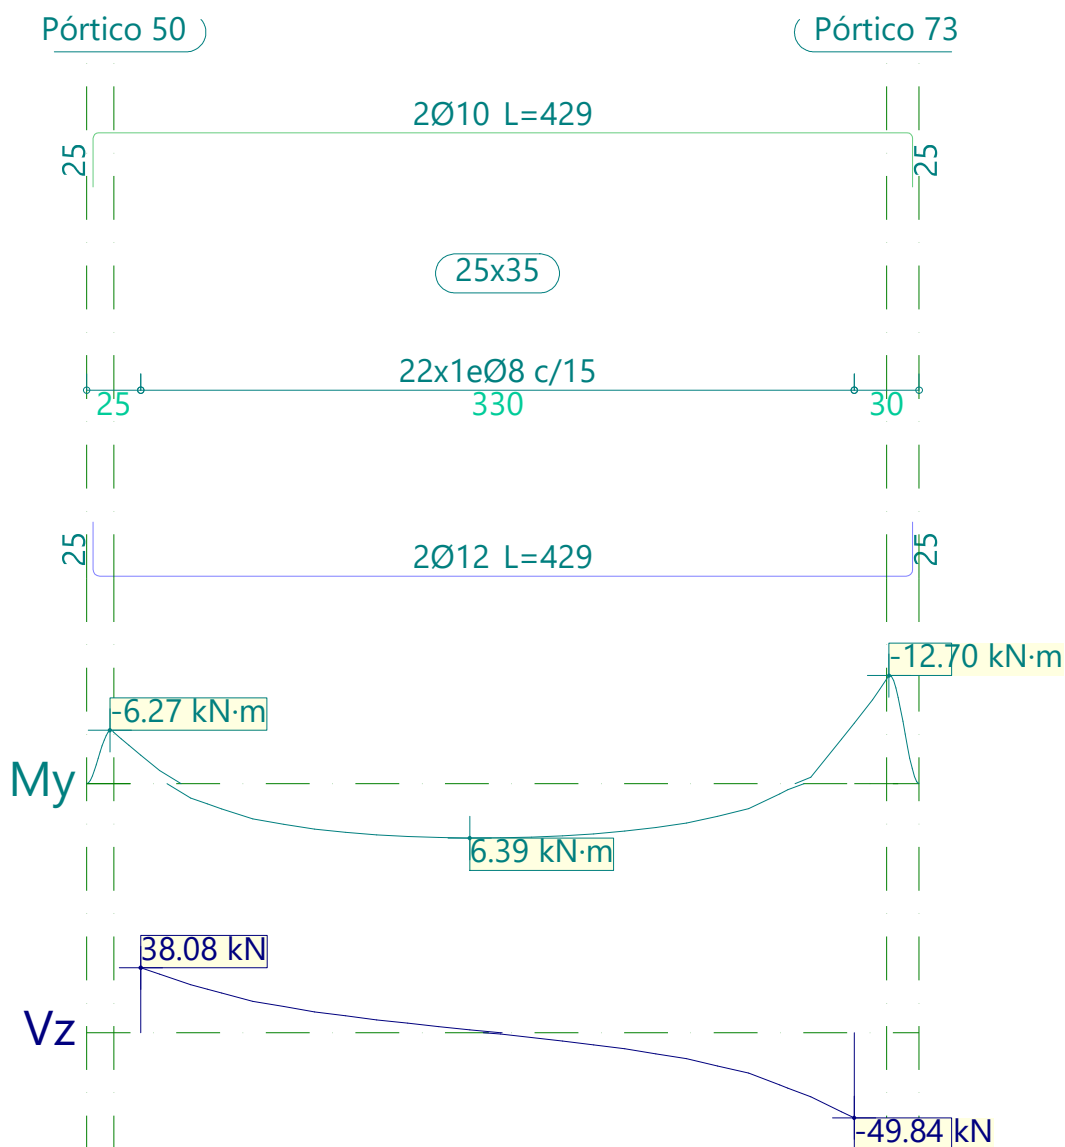 Pórtico 50
Pórtico 73
2Ø10 L=429
25
25
25x35
22x1eØ8 c/15
25
330
30
25
2Ø12 L=429
25
-12.70 kN·m
-6.27 kN·m
My
6.39 kN·m
38.08 kN
Vz
-49.84 kN